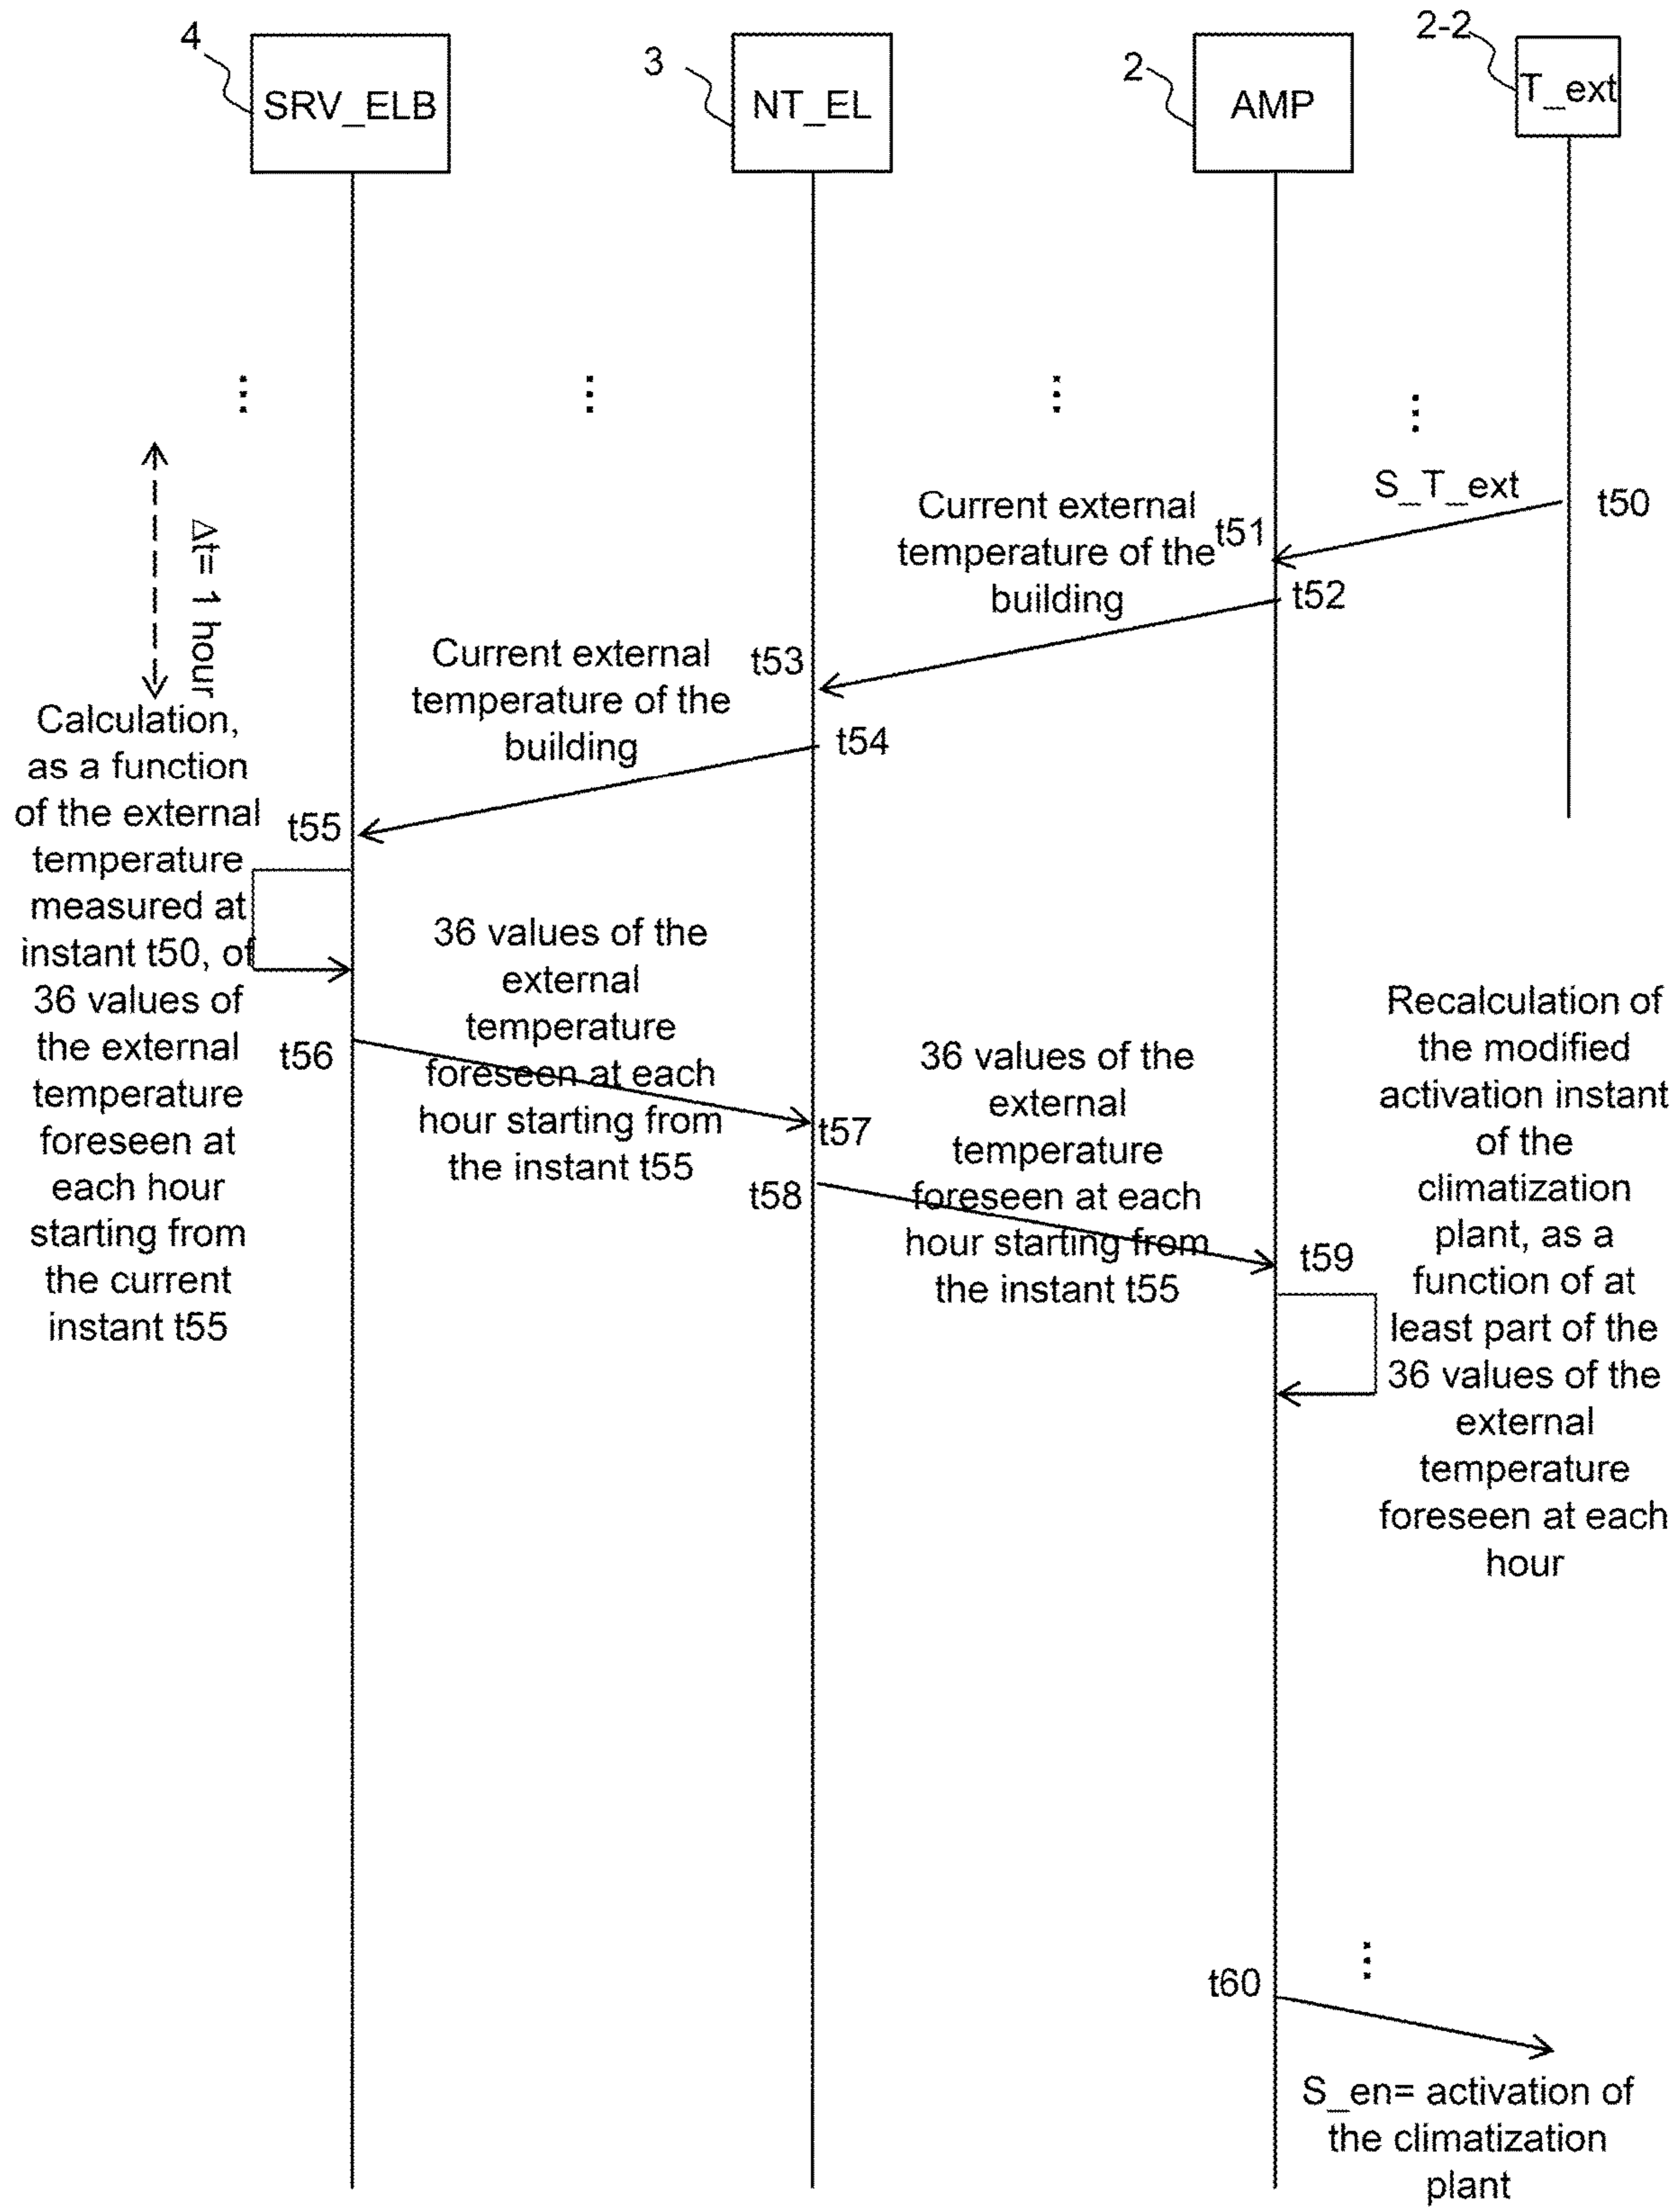 4
SRV_ELB
3
NT_EL
2
AMP
2-2
T_ext
Δt= 1 hour
S_T_ext
t50
t51
Current external
temperature of the
building
t52
t53
Current external
temperature of the
building
t54
t55
Calculation,
as a function
of the external
temperature
measured at
instant t50, of
36 values of
the external
temperature
foreseen at
each hour
starting from
the current
instant t55
t56
36 values of the
external
temperature
foreseen at each
hour starting from
the instant t55
t57
t58
36 values of the
external
temperature
foreseen at each
hour starting from
the instant t55
t59
Recalculation of
the modified
activation instant
of the
climatization
plant, as a
function of at
least part of the
36 values of the
external
temperature
foreseen at each
hour
t60
S_en= activation of
the climatization
plant